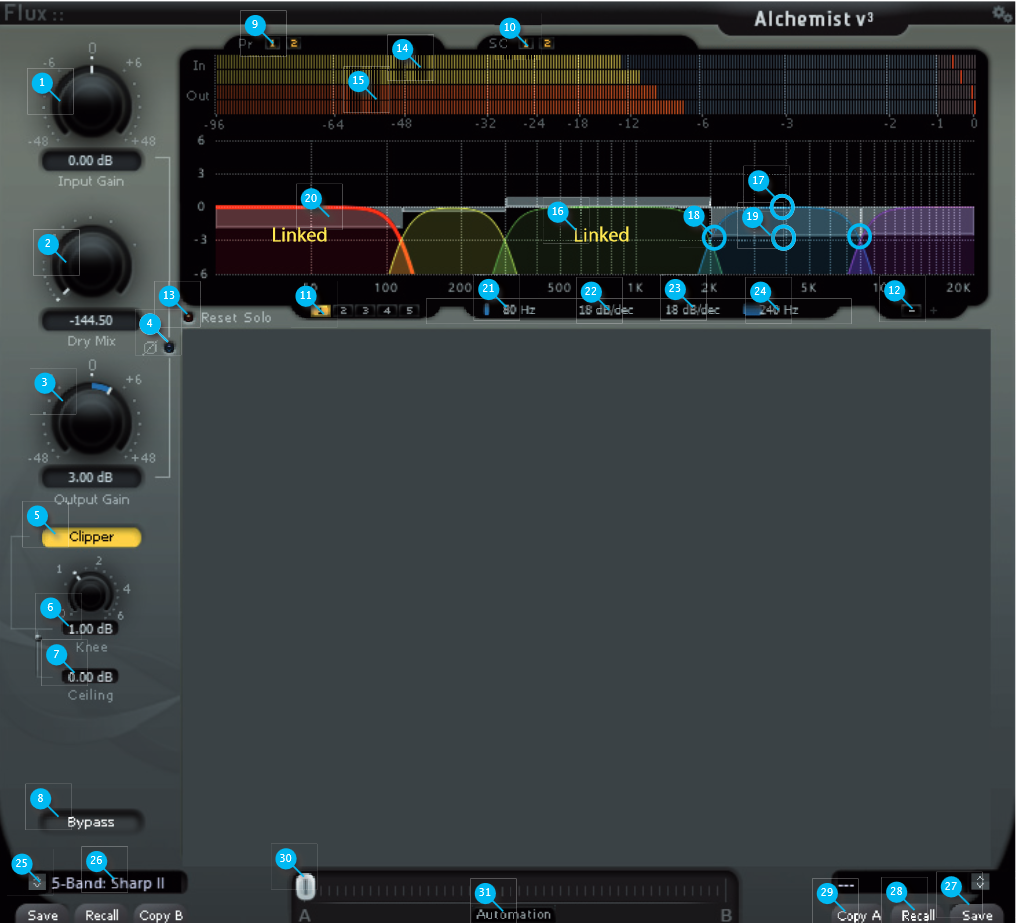 Flux ::
Alchemist v³
9
10
Pr 1 2
SC 1 2
14
15
In
Out
-96 -64 -48 -32 -24 -18 -12 -6 -3 -2 -1 0
1
0
-6 +6
-48 +48
0.00 dB
Input Gain
6
3
0
-3
-6
20
Linked
16
Linked
17
18
19
50 100 200 500 1K 2K 5K 10K 20K
2
-144.50
Dry Mix
13
Reset Solo
4
11
1 2 3 4 5
21
80 Hz
22
18 dB/dec
23
18 dB/dec
24
240 Hz
12
- +
3
0
+6
-48 +48
3.00 dB
Output Gain
5
Clipper
1 2
4
0 6
6
1.00 dB
Knee
7
0.00 dB
Ceiling
8
Bypass
25
26
5-Band: Sharp II
Save Recall Copy B
30
A
31
Automation
B
---
29
28
27
Copy A Recall Save